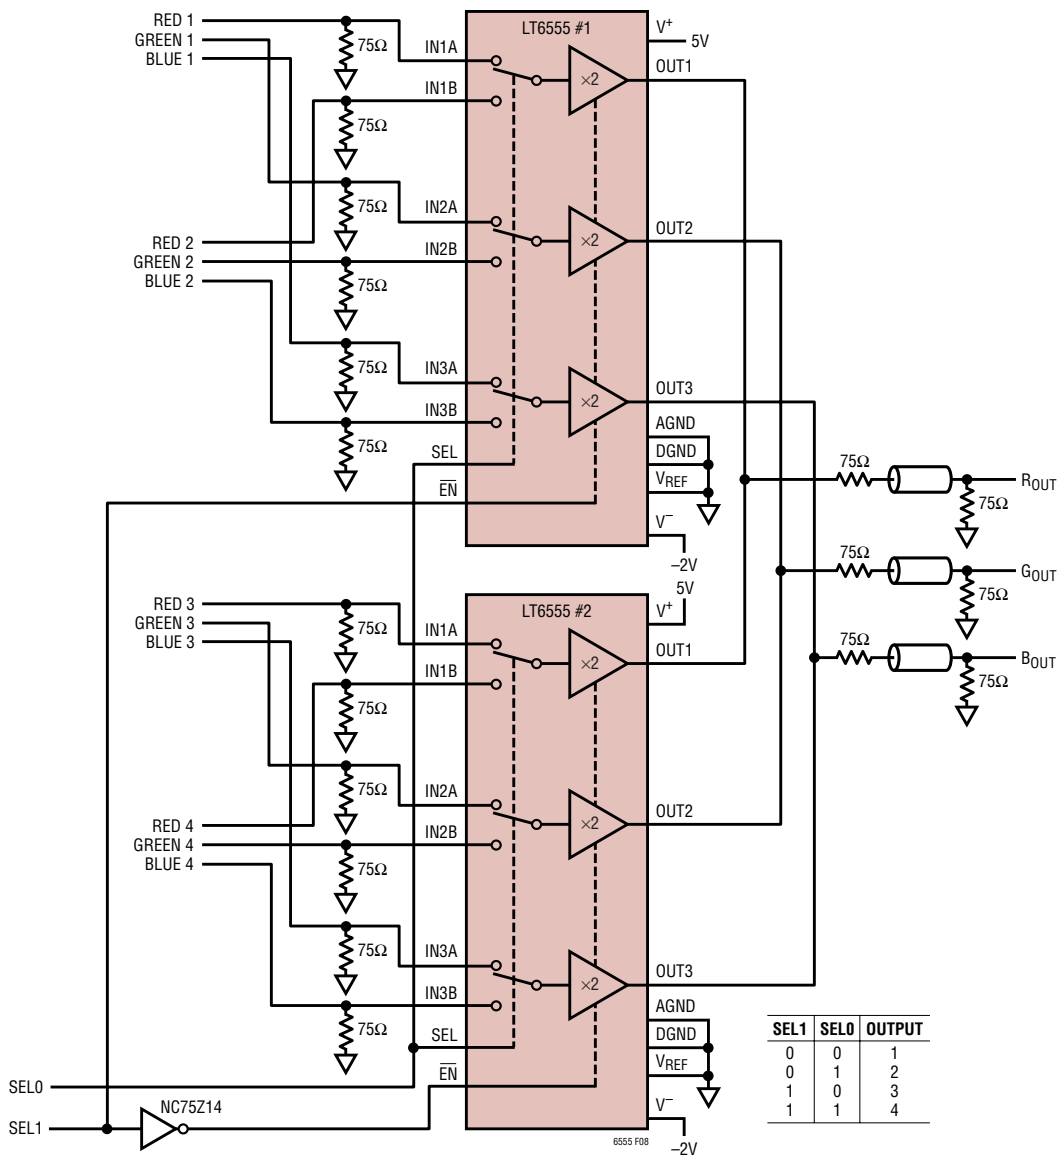 RED 1
GREEN 1
BLUE 1
75Ω
IN1A
IN1B
75Ω
75Ω
IN2A
RED 2
GREEN 2
BLUE 2
IN2B
75Ω
75Ω
IN3A
IN3B
75Ω
SEL
EN
LT6555 #1
×2
×2
×2
V+
5V
OUT1
OUT2
OUT3
AGND
DGND
VREF
V−
–2V
75Ω
ROUT
75Ω
75Ω
GOUT
75Ω
75Ω
BOUT
75Ω
RED 3
GREEN 3
BLUE 3
75Ω
IN1A
IN1B
75Ω
75Ω
IN2A
RED 4
GREEN 4
BLUE 4
IN2B
75Ω
75Ω
IN3A
IN3B
75Ω
SEL
EN
LT6555 #2
×2
×2
×2
5V
V+
OUT1
OUT2
OUT3
AGND
DGND
VREF
V−
–2V
SEL0
SEL1
NC75Z14
6555 F08
SEL1 SEL0 OUTPUT
0 0 1
0 1 2
1 0 3
1 1 4